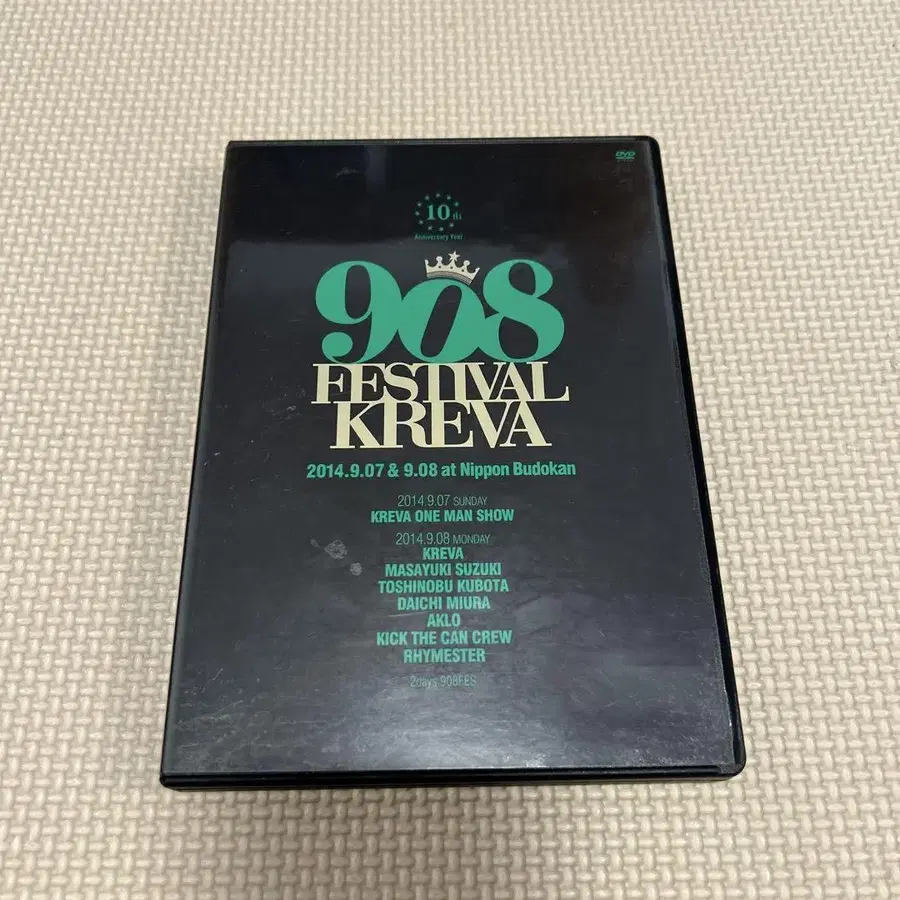 DVD
10th
Anniversary Year
908
FESTIVAL
KREVA
2014.9.07 & 9.08 at Nippon Budokan
2014.9.07 SUNDAY
KREVA ONE MAN SHOW
2014.9.08 MONDAY
KREVA
MASAYUKI SUZUKI
TOSHINOBU KUBOTA
DAICHI MIURA
AKLO
KICK THE CAN CREW
RHYMESTER
2days 908FES